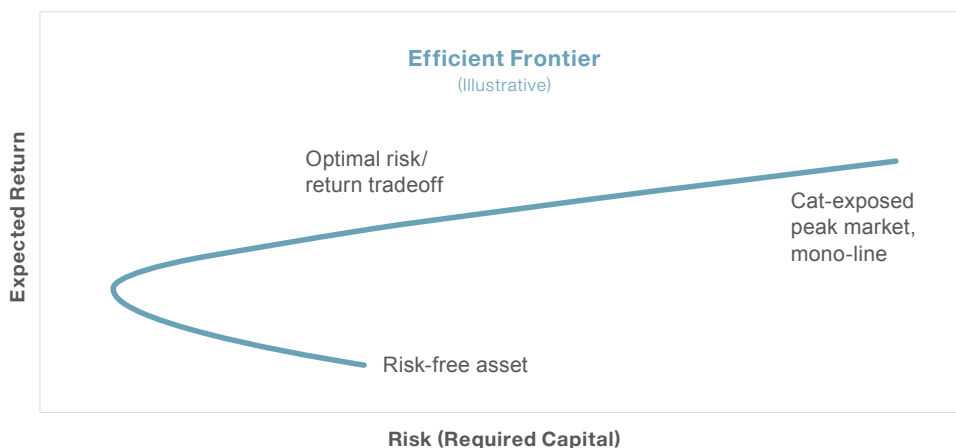 Efficient Frontier
(Illustrative)
Optimal risk/
return tradeoff
Cat-exposed
peak market,
mono-line
Expected Return
Risk-free asset
Risk (Required Capital)